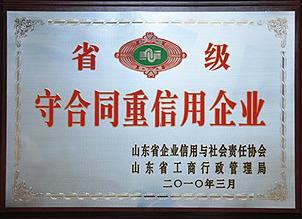 省 级
守合同重信用企业
山东省企业信用与社会责任协会
山东省工商行政管理局
二〇一〇年三月